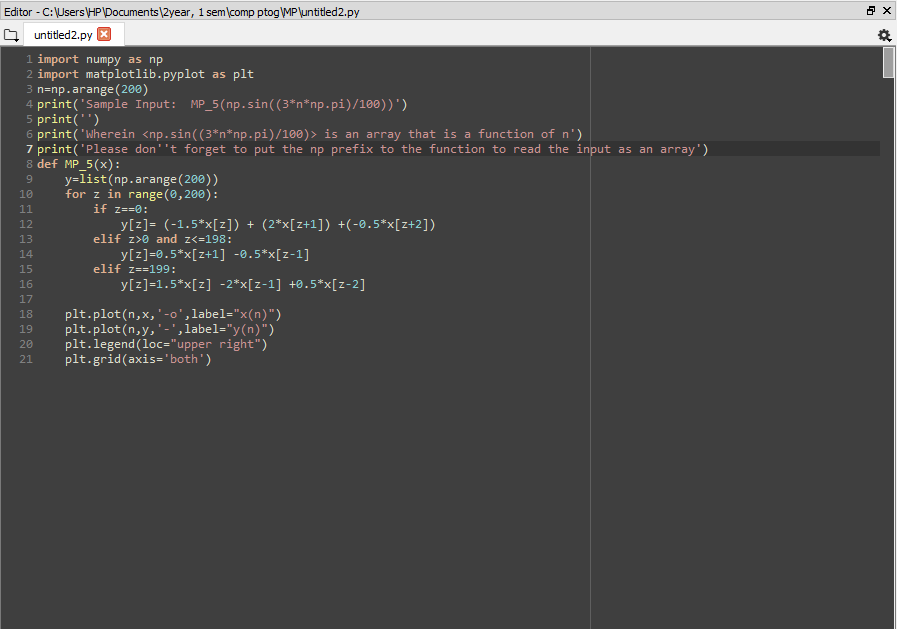 Editor - C:\Users\HP\Documents\2year, 1 sem\comp ptog\MP\untitled2.py
untitled2.py
1 import numpy as np
2 import matplotlib.pyplot as plt
3 n=np.arange(200)
4 print('Sample Input:  MP_5(np.sin((3*n*np.pi)/100))')
5 print('')
6 print('Wherein <np.sin((3*n*np.pi)/100)> is an array that is a function of n')
7 print('Please don''t forget to put the np prefix to the function to read the input as an array')
8 def MP_5(x):
9     y=list(np.arange(200))
10     for z in range(0,200):
11         if z==0:
12             y[z]= (-1.5*x[z]) + (2*x[z+1]) +(-0.5*x[z+2])
13         elif z>0 and z<=198:
14             y[z]=0.5*x[z+1] -0.5*x[z-1]
15         elif z==199:
16             y[z]=1.5*x[z] -2*x[z-1] +0.5*x[z-2]
17
18     plt.plot(n,x,'-o',label="x(n)")
19     plt.plot(n,y,'-',label="y(n)")
20     plt.legend(loc="upper right")
21     plt.grid(axis='both')